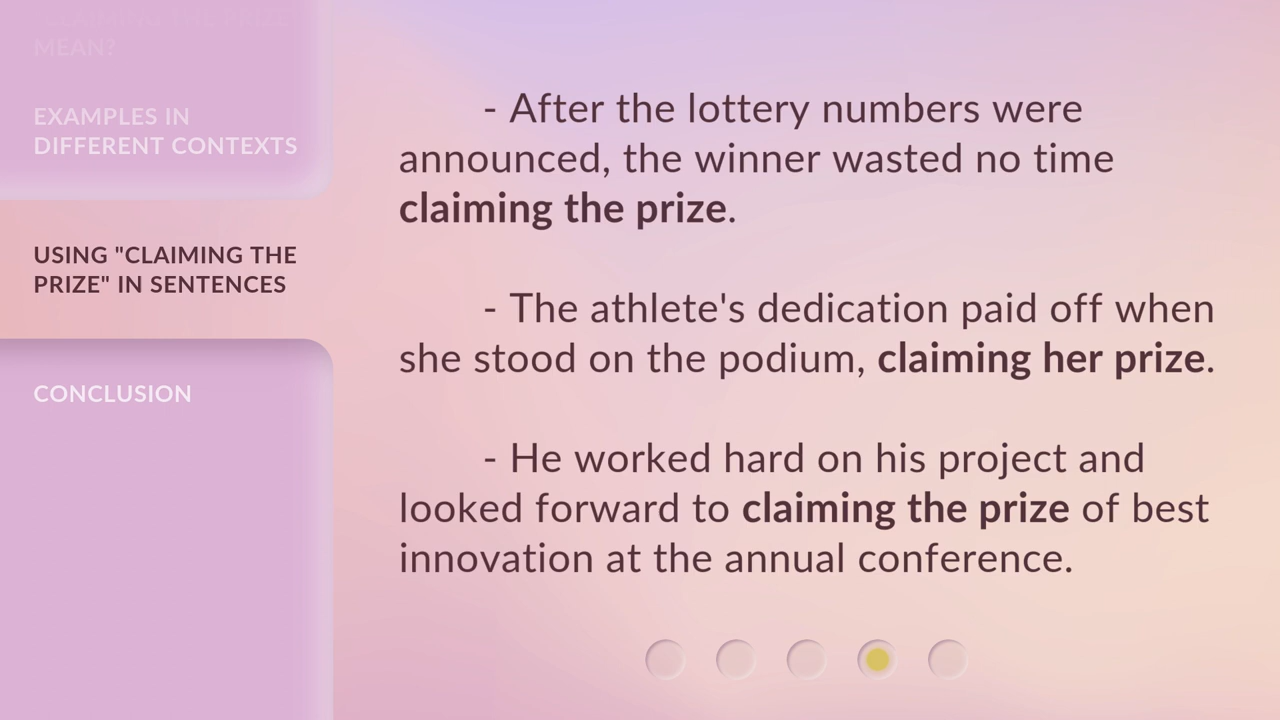 MEAN?
EXAMPLES IN
DIFFERENT CONTEXTS
USING "CLAIMING THE
PRIZE" IN SENTENCES
CONCLUSION
- After the lottery numbers were
announced, the winner wasted no time
claiming the prize.
- The athlete's dedication paid off when
she stood on the podium, claiming her prize.
- He worked hard on his project and
looked forward to claiming the prize of best
innovation at the annual conference.